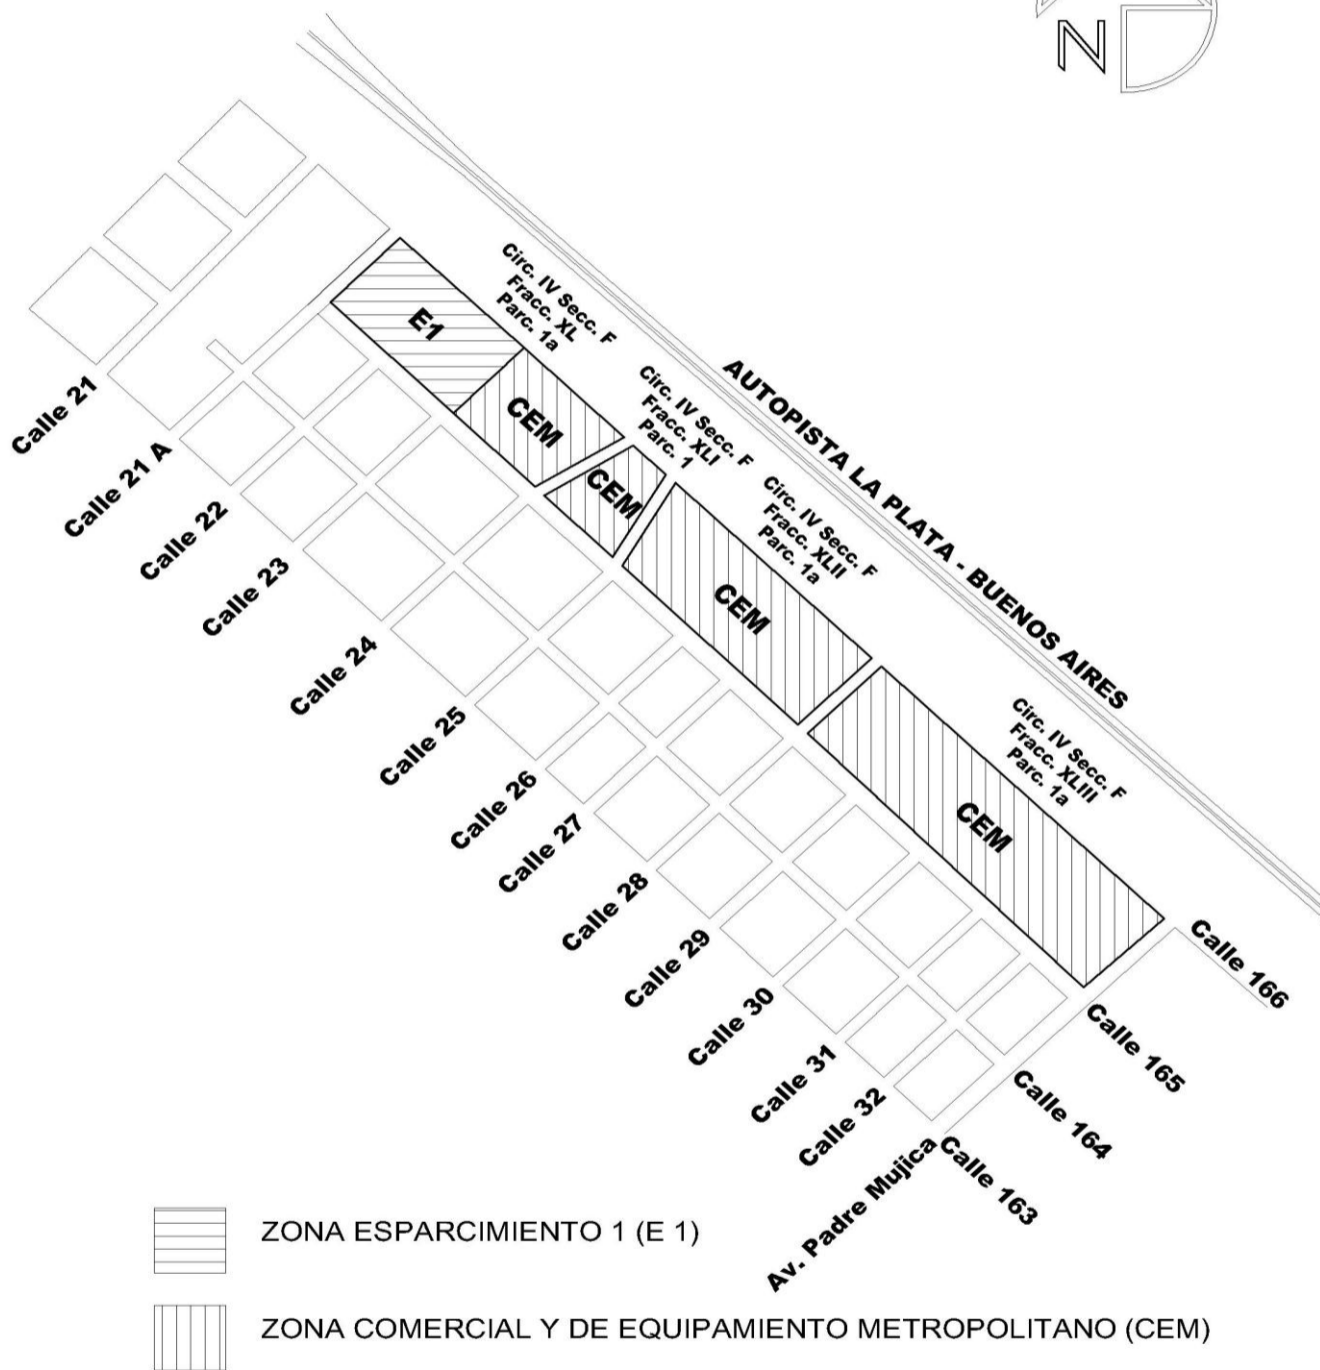 N
Circ. IV Secc. F
Fracc. XL
Parc. 1a
E1
CEM
Circ. IV Secc. F
Fracc. XLI
Parc. 1
CEM
AUTOPISTA LA PLATA - BUENOS AIRES
Circ. IV Secc. F
Fracc. XLII
Parc. 1a
CEM
Circ. IV Secc. F
Fracc. XLIII
Parc. 1a
CEM
Calle 21
Calle 21 A
Calle 22
Calle 23
Calle 24
Calle 25
Calle 26
Calle 27
Calle 28
Calle 29
Calle 30
Calle 31
Calle 32
Av. Padre Mujica
Calle 166
Calle 165
Calle 164
Calle 163
ZONA ESPARCIMIENTO 1 (E 1)
ZONA COMERCIAL Y DE EQUIPAMIENTO METROPOLITANO (CEM)